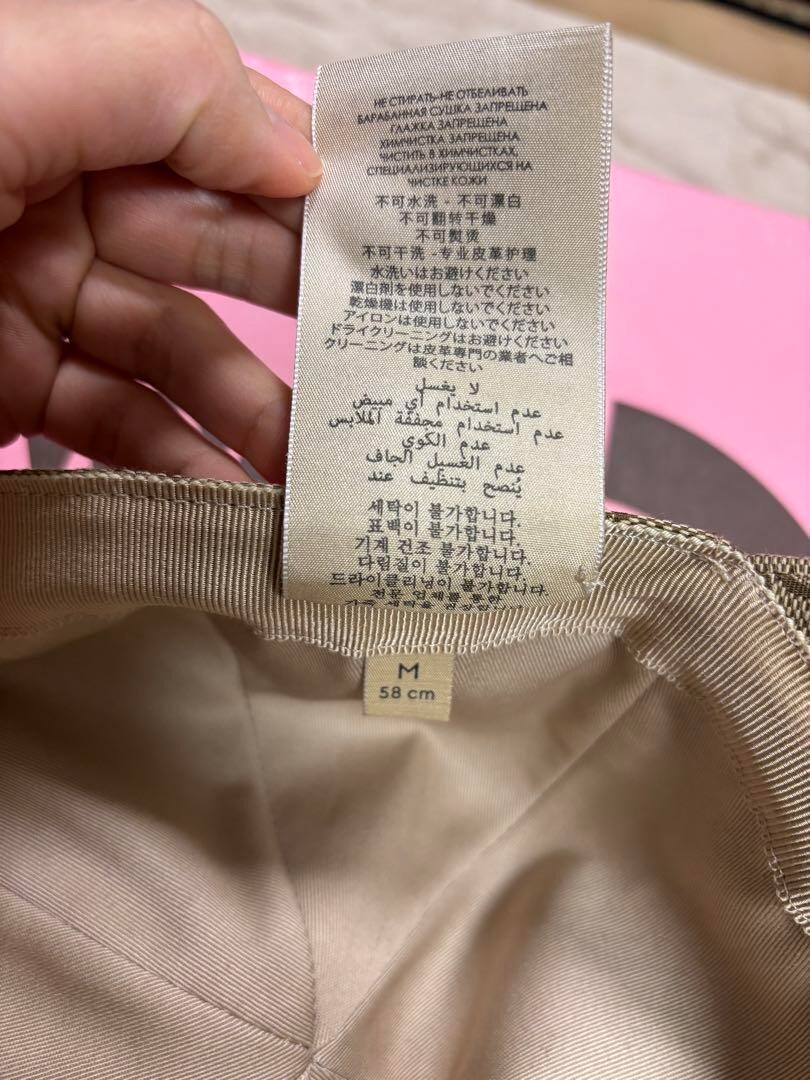 НЕ СТИРАТЬ-НЕ ОТБЕЛИВАТЬ
БАРАБАННАЯ СУШКА ЗАПРЕЩЕНА
ГЛАЖКА ЗАПРЕЩЕНА
ХИМЧИСТКА ЗАПРЕЩЕНА
ЧИСТИТЬ В ХИМЧИСТКАХ,
СПЕЦИАЛИЗИРУЮЩИХСЯ НА
ЧИСТКЕ КОЖИ
不可水洗 - 不可漂白
不可翻转干燥
不可熨烫
不可干洗 -专业皮革护理
水洗いはお避けください
漂白剤を使用しないでください
乾燥機は使用しないでください
アイロンは使用しないでください
ドライクリーニングはお避けください
クリーニングは皮革専門の業者へご相
談ください
لا يغسل
عدم استخدام أي مبيض
عدم استخدام مجففة الملابس
عدم الكوي
عدم الغسيل الجاف
يُنصح بتنظيف عند
세탁이 불가합니다.
표백이 불가합니다.
기계 건조 불가합니다.
다림질이 불가합니다.
드라이클리닝이 불가합니다.
전문 업체를 통한
M
58 cm